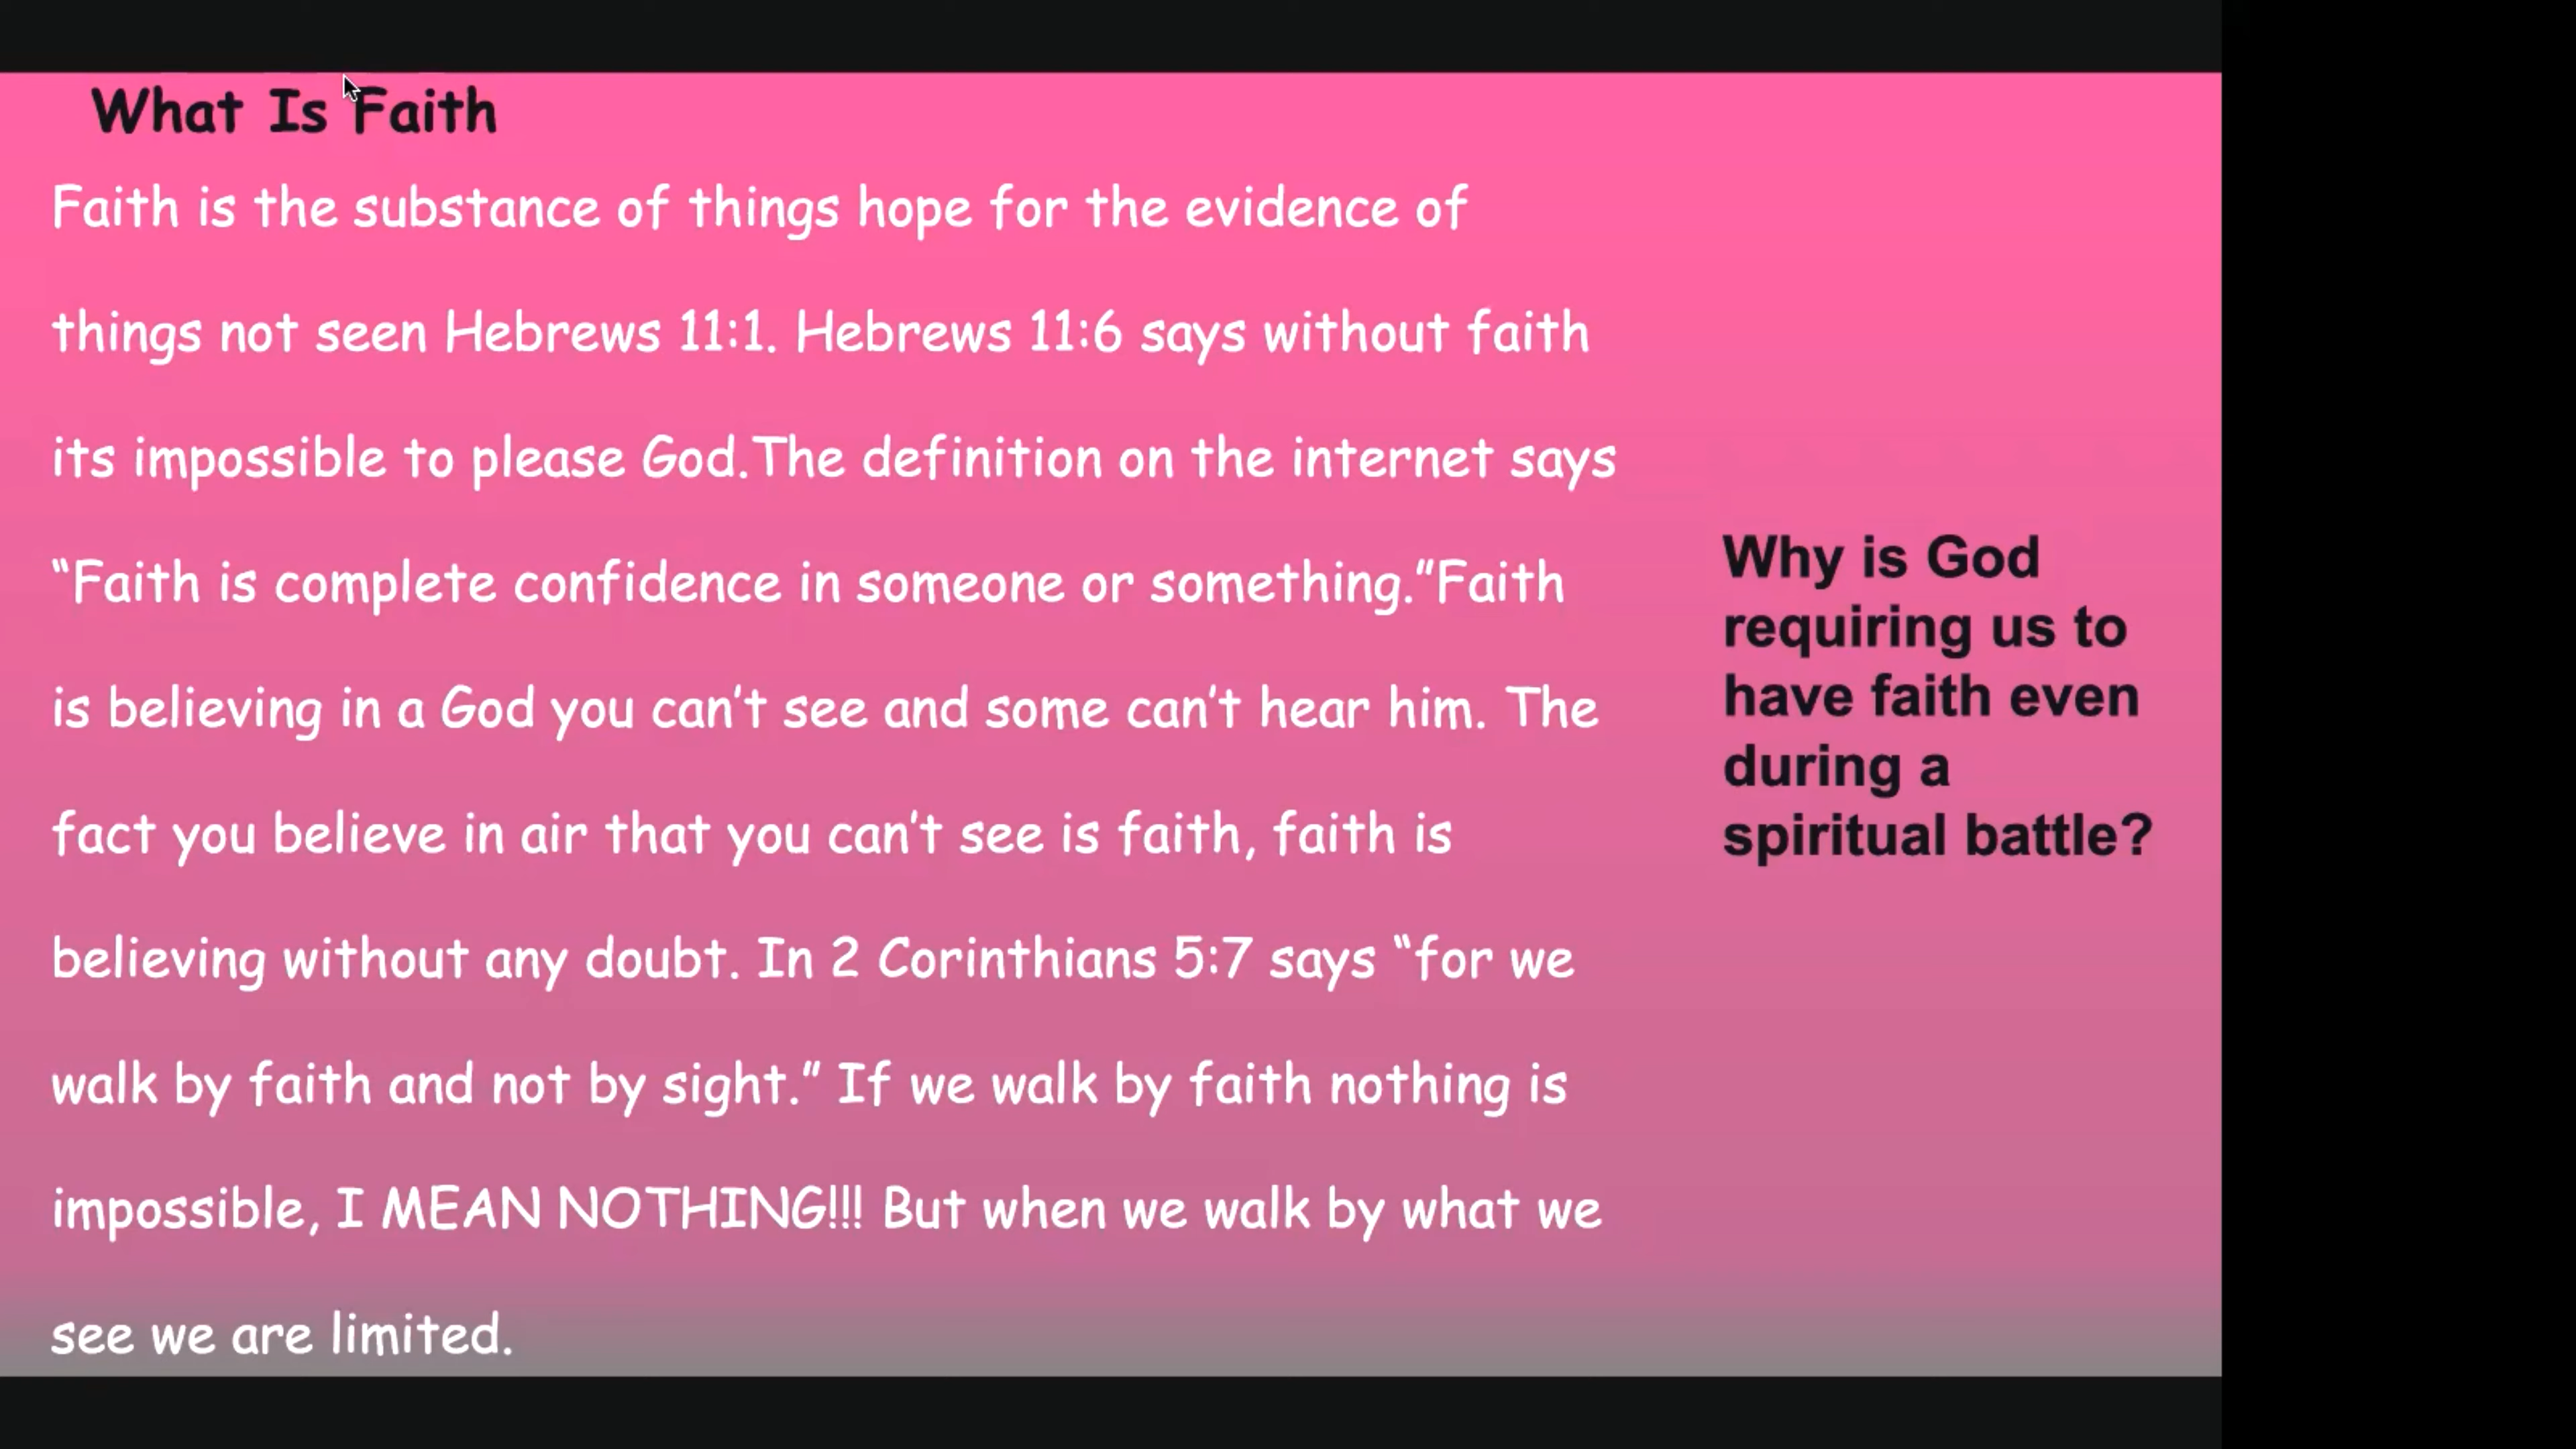 What Is Faith
Faith is the substance of things hope for the evidence of
things not seen Hebrews 11:1. Hebrews 11:6 says without faith
its impossible to please God.The definition on the internet says
“Faith is complete confidence in someone or something.”Faith
is believing in a God you can’t see and some can’t hear him. The
fact you believe in air that you can’t see is faith, faith is
believing without any doubt. In 2 Corinthians 5:7 says “for we
walk by faith and not by sight.” If we walk by faith nothing is
impossible, I MEAN NOTHING!!! But when we walk by what we
see we are limited.
Why is God
requiring us to
have faith even
during a
spiritual battle?